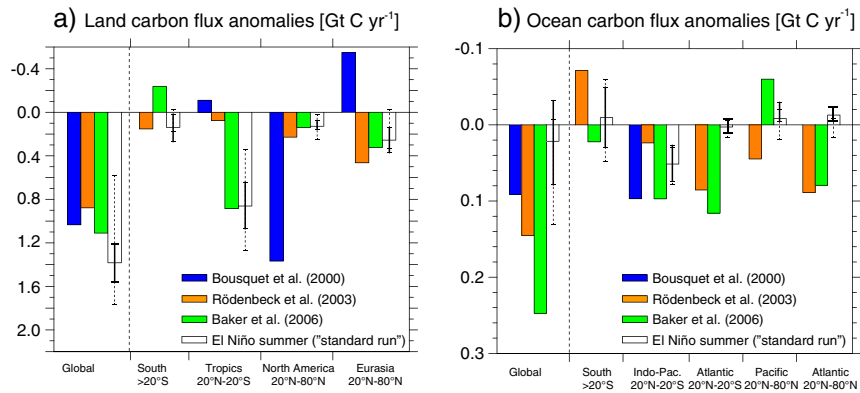 a) Land carbon flux anomalies [Gt C yr-1]
-0.4
0.0
0.4
0.8
1.2
1.6
2.0
Bousquet et al. (2000)
Rödenbeck et al. (2003)
Baker et al. (2006)
El Niño summer ("standard run")
Global South Tropics North America Eurasia
>20°S 20°N-20°S 20°N-80°N 20°N-80°N
b) Ocean carbon flux anomalies [Gt C yr-1]
-0.1
0.0
0.1
0.2
0.3
Bousquet et al. (2000)
Rödenbeck et al. (2003)
Baker et al. (2006)
El Niño summer ("standard run")
Global South Indo-Pac. Atlantic Pacific Atlantic
>20°S 20°N-20°S 20°N-20°S 20°N-80°N 20°N-80°N